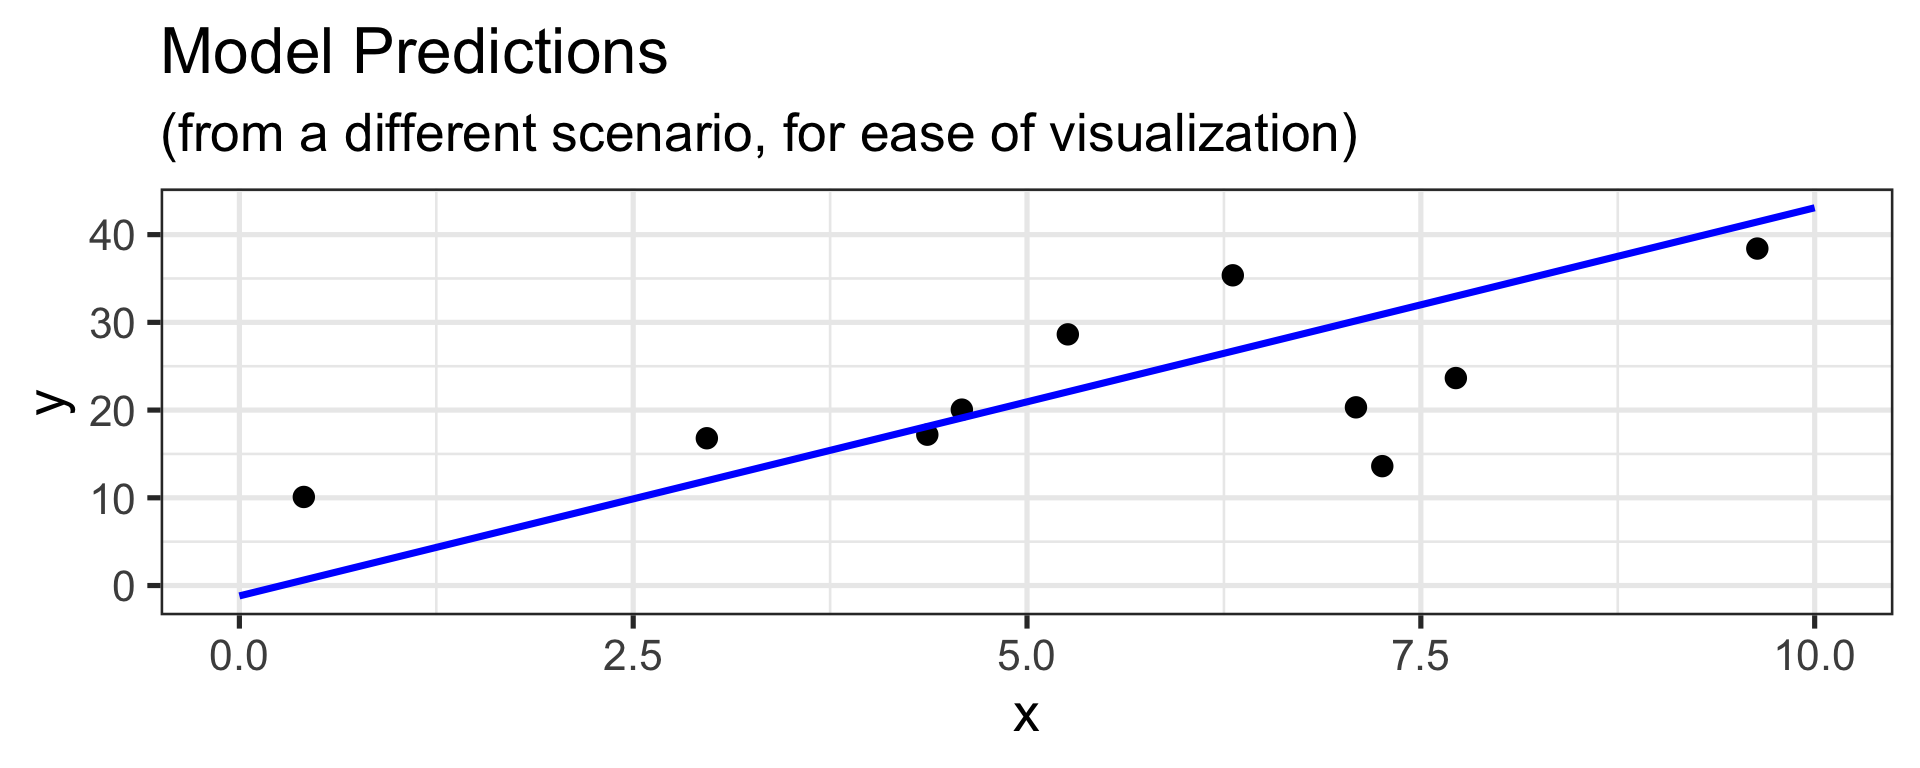 Model Predictions
(from a different scenario, for ease of visualization)
40
30
20
10
0
y
0.0 2.5 5.0 7.5 10.0
x